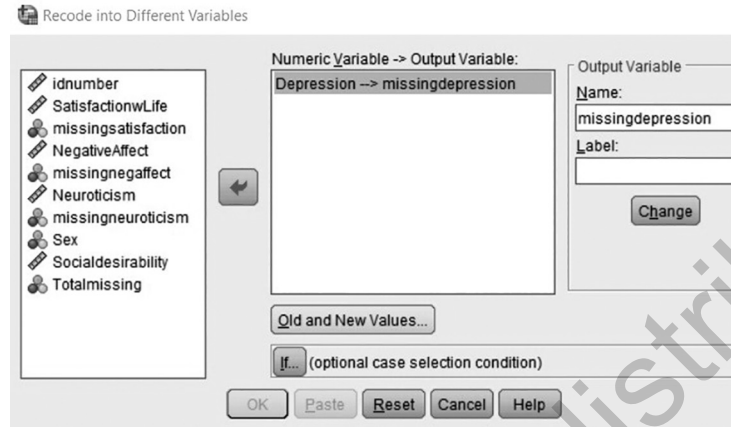 Recode into Different Variables
idnumber
SatisfactionwLife
missingsatisfaction
NegativeAffect
missingnegaffect
Neuroticism
missingneuroticism
Sex
Socialdesirability
Totalmissing
Numeric Variable -> Output Variable:
Depression --> missingdepression
Old and New Values...
If... (optional case selection condition)
Output Variable
Name:
missingdepression
Label:
Change
OK Paste Reset Cancel Help